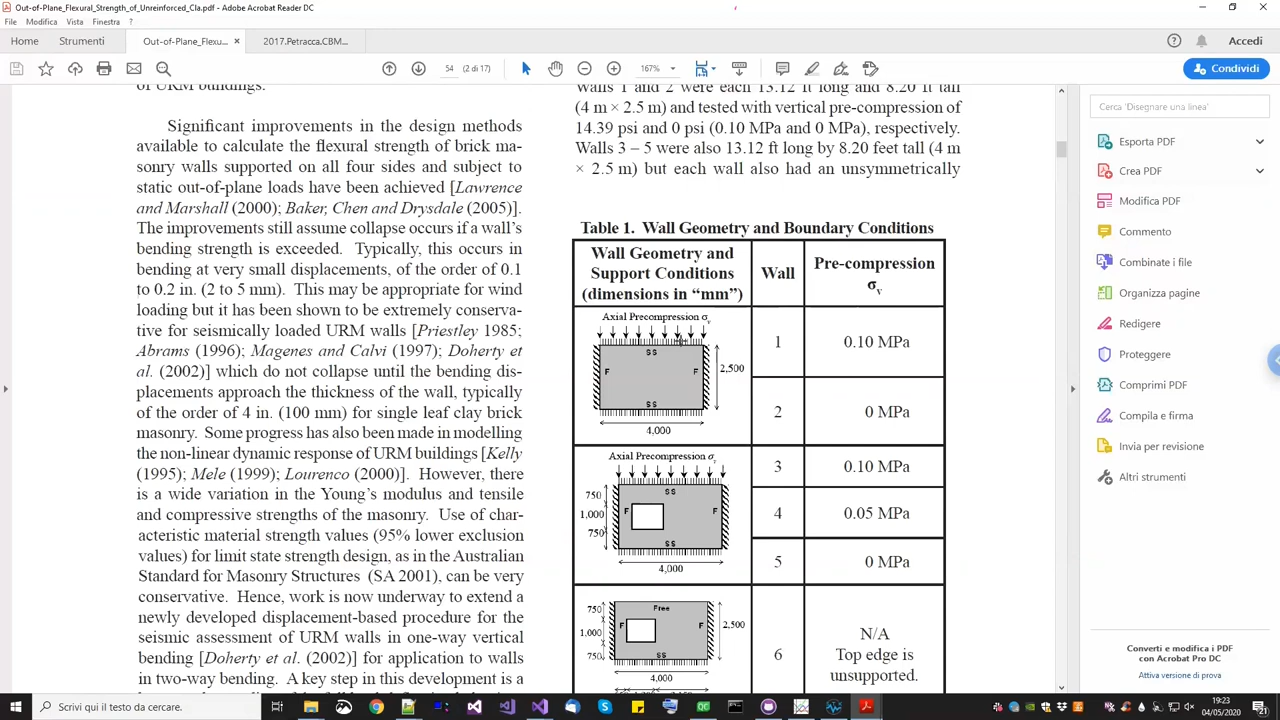 Out-of-Plane_Flexural_Strength_of_Unreinforced_Cla.pdf - Adobe Acrobat Reader DC
File Modifica Vista Finestra ?
Home Strumenti Out-of-Plane_Flexu... × 2017.Petracca.CBM... Accedi
54 (2 di 17) 167% Condividi
of URM buildings.
Significant improvements in the design methods
available to calculate the flexural strength of brick ma-
sonry walls supported on all four sides and subject to
static out-of-plane loads have been achieved [Lawrence
and Marshall (2000); Baker, Chen and Drysdale (2005)].
The improvements still assume collapse occurs if a wall's
bending strength is exceeded. Typically, this occurs in
bending at very small displacements, of the order of 0.1
to 0.2 in. (2 to 5 mm). This may be appropriate for wind
loading but it has been shown to be extremely conserva-
tive for seismically loaded URM walls [Priestley 1985;
Abrams (1996); Magenes and Calvi (1997); Doherty et
al. (2002)] which do not collapse until the bending dis-
placements approach the thickness of the wall, typically
of the order of 4 in. (100 mm) for single leaf clay brick
masonry. Some progress has also been made in modelling
the non-linear dynamic response of URM buildings [Kelly
(1995); Mele (1999); Lourenco (2000)]. However, there
is a wide variation in the Young's modulus and tensile
and compressive strengths of the masonry. Use of char-
acteristic material strength values (95% lower exclusion
values) for limit state strength design, as in the Australian
Standard for Masonry Structures (SA 2001), can be very
conservative. Hence, work is now underway to extend a
newly developed displacement-based procedure for the
seismic assessment of URM walls in one-way vertical
bending [Doherty et al. (2002)] for application to walls
in two-way bending. A key step in this development is a
Walls 1 and 2 were each 13.12 ft long and 8.20 ft tall
(4 m × 2.5 m) and tested with vertical pre-compression of
14.39 psi and 0 psi (0.10 MPa and 0 MPa), respectively.
Walls 3 – 5 were also 13.12 ft long by 8.20 feet tall (4 m
× 2.5 m) but each wall also had an unsymmetrically
Table 1. Wall Geometry and Boundary Conditions
Wall Geometry and
Support Conditions
(dimensions in "mm")
Wall
Pre-compression
σv
Axial Precompression σv
SS
F F
SS
2,500
4,000
1 0.10 MPa
2 0 MPa
Axial Precompression σv
750
1,000
750
SS
F F
SS
4,000
3 0.10 MPa
4 0.05 MPa
5 0 MPa
750
1,000
750
Free
F F
SS
2,500
4,000
6
N/A
Top edge is
unsupported.
Cerca 'Disegnare una linea'
Esporta PDF
Crea PDF
Modifica PDF
Commento
Combinate i file
Organizza pagine
Redigere
Proteggere
Comprimi PDF
Compila e firma
Invia per revisione
Altri strumenti
Converti e modifica i PDF
con Acrobat Pro DC
Attiva versione di prova
Scrivi qui il testo da cercare.
19:23
04/05/2020